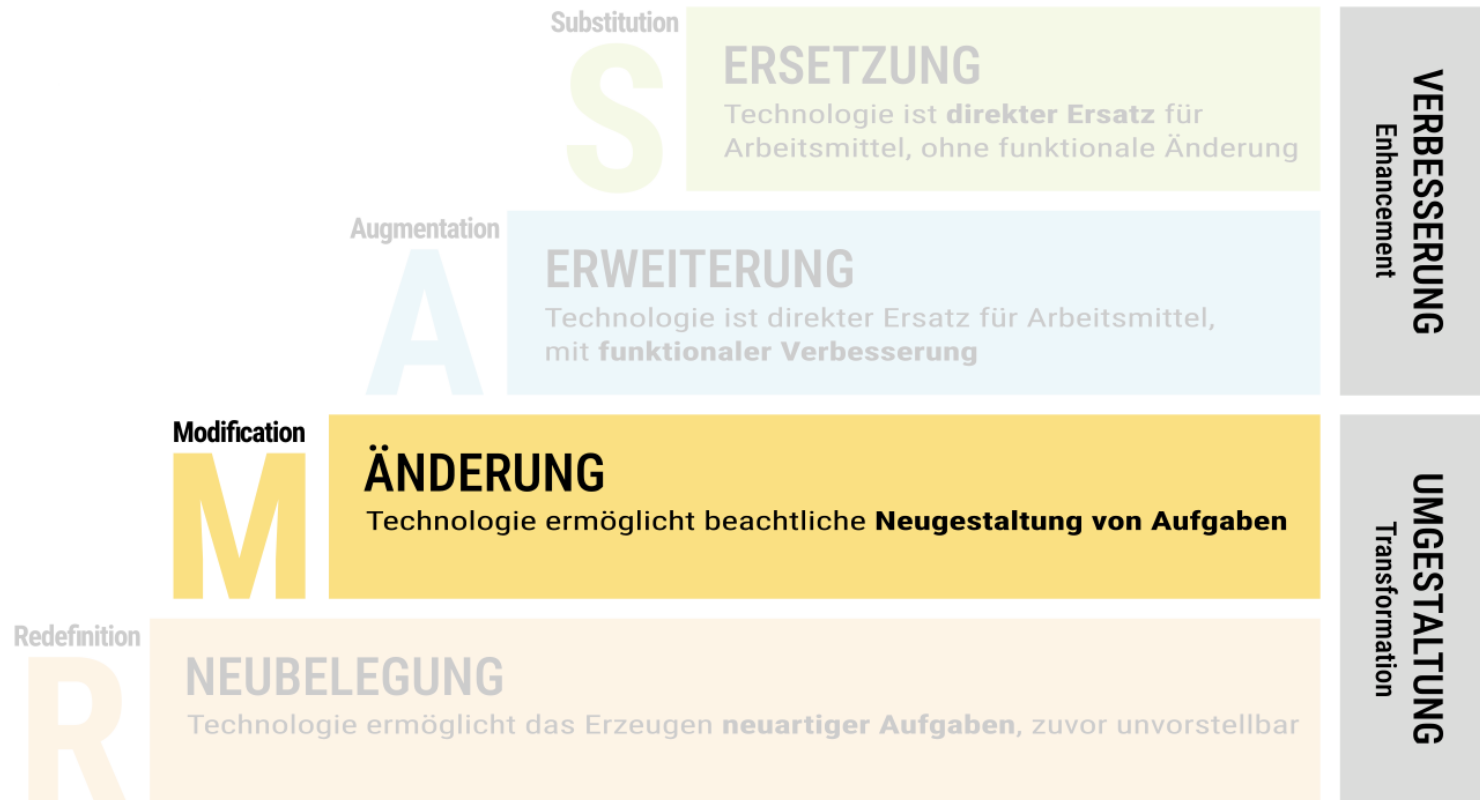 Substitution
S
ERSETZUNG
Technologie ist direkter Ersatz für
Arbeitsmittel, ohne funktionale Änderung
Augmentation
A
ERWEITERUNG
Technologie ist direkter Ersatz für Arbeitsmittel,
mit funktionaler Verbesserung
VERBESSERUNG
Enhancement
Modification
M
ÄNDERUNG
Technologie ermöglicht beachtliche Neugestaltung von Aufgaben
Redefinition
R
NEUBELEGUNG
Technologie ermöglicht das Erzeugen neuartiger Aufgaben, zuvor unvorstellbar
UMGESTALTUNG
Transformation